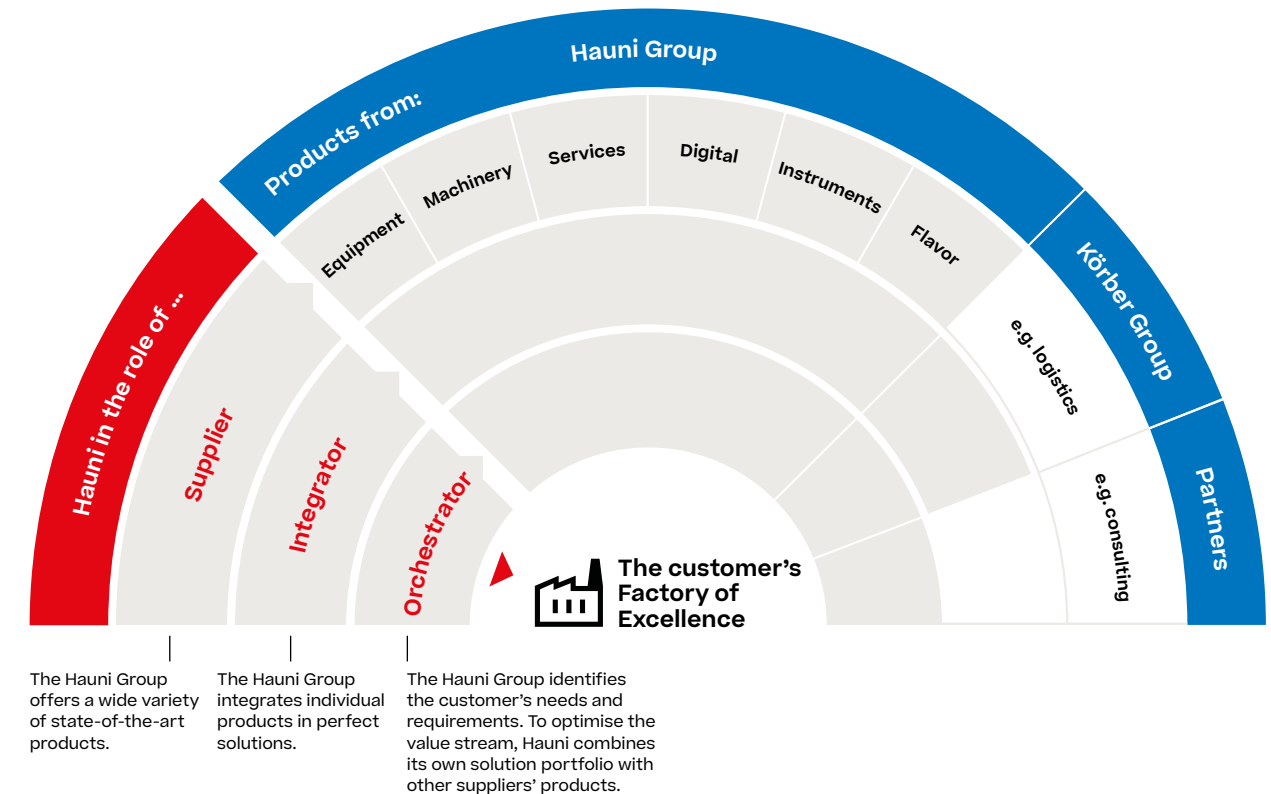 Hauni Group
Products from:
Services
Digital
Machinery
Instruments
Equipment
Flavor
Körber Group
Hauni in the role of ...
e.g. logistics
Supplier
Integrator
Orchestrator
Partners
e.g. consulting
The customer’s
Factory of
Excellence
The Hauni Group
offers a wide variety
of state-of-the-art
products.
The Hauni Group
integrates individual
products in perfect
solutions.
The Hauni Group identifies
the customer’s needs and
requirements. To optimise the
value stream, Hauni combines
its own solution portfolio with
other suppliers’ products.